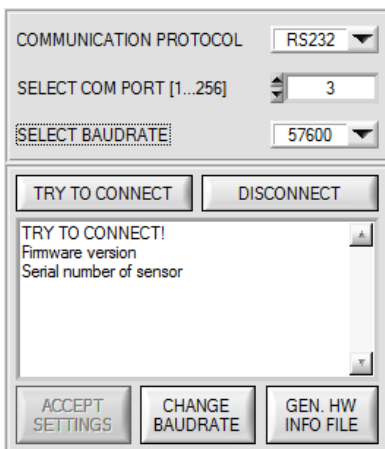 COMMUNICATION PROTOCOL RS232
SELECT COM PORT [1...256] 3
SELECT BAUDRATE 57600
TRY TO CONNECT DISCONNECT
TRY TO CONNECT!
Firmware version
Serial number of sensor
ACCEPT SETTINGS
CHANGE BAUDRATE
GEN. HW INFO FILE